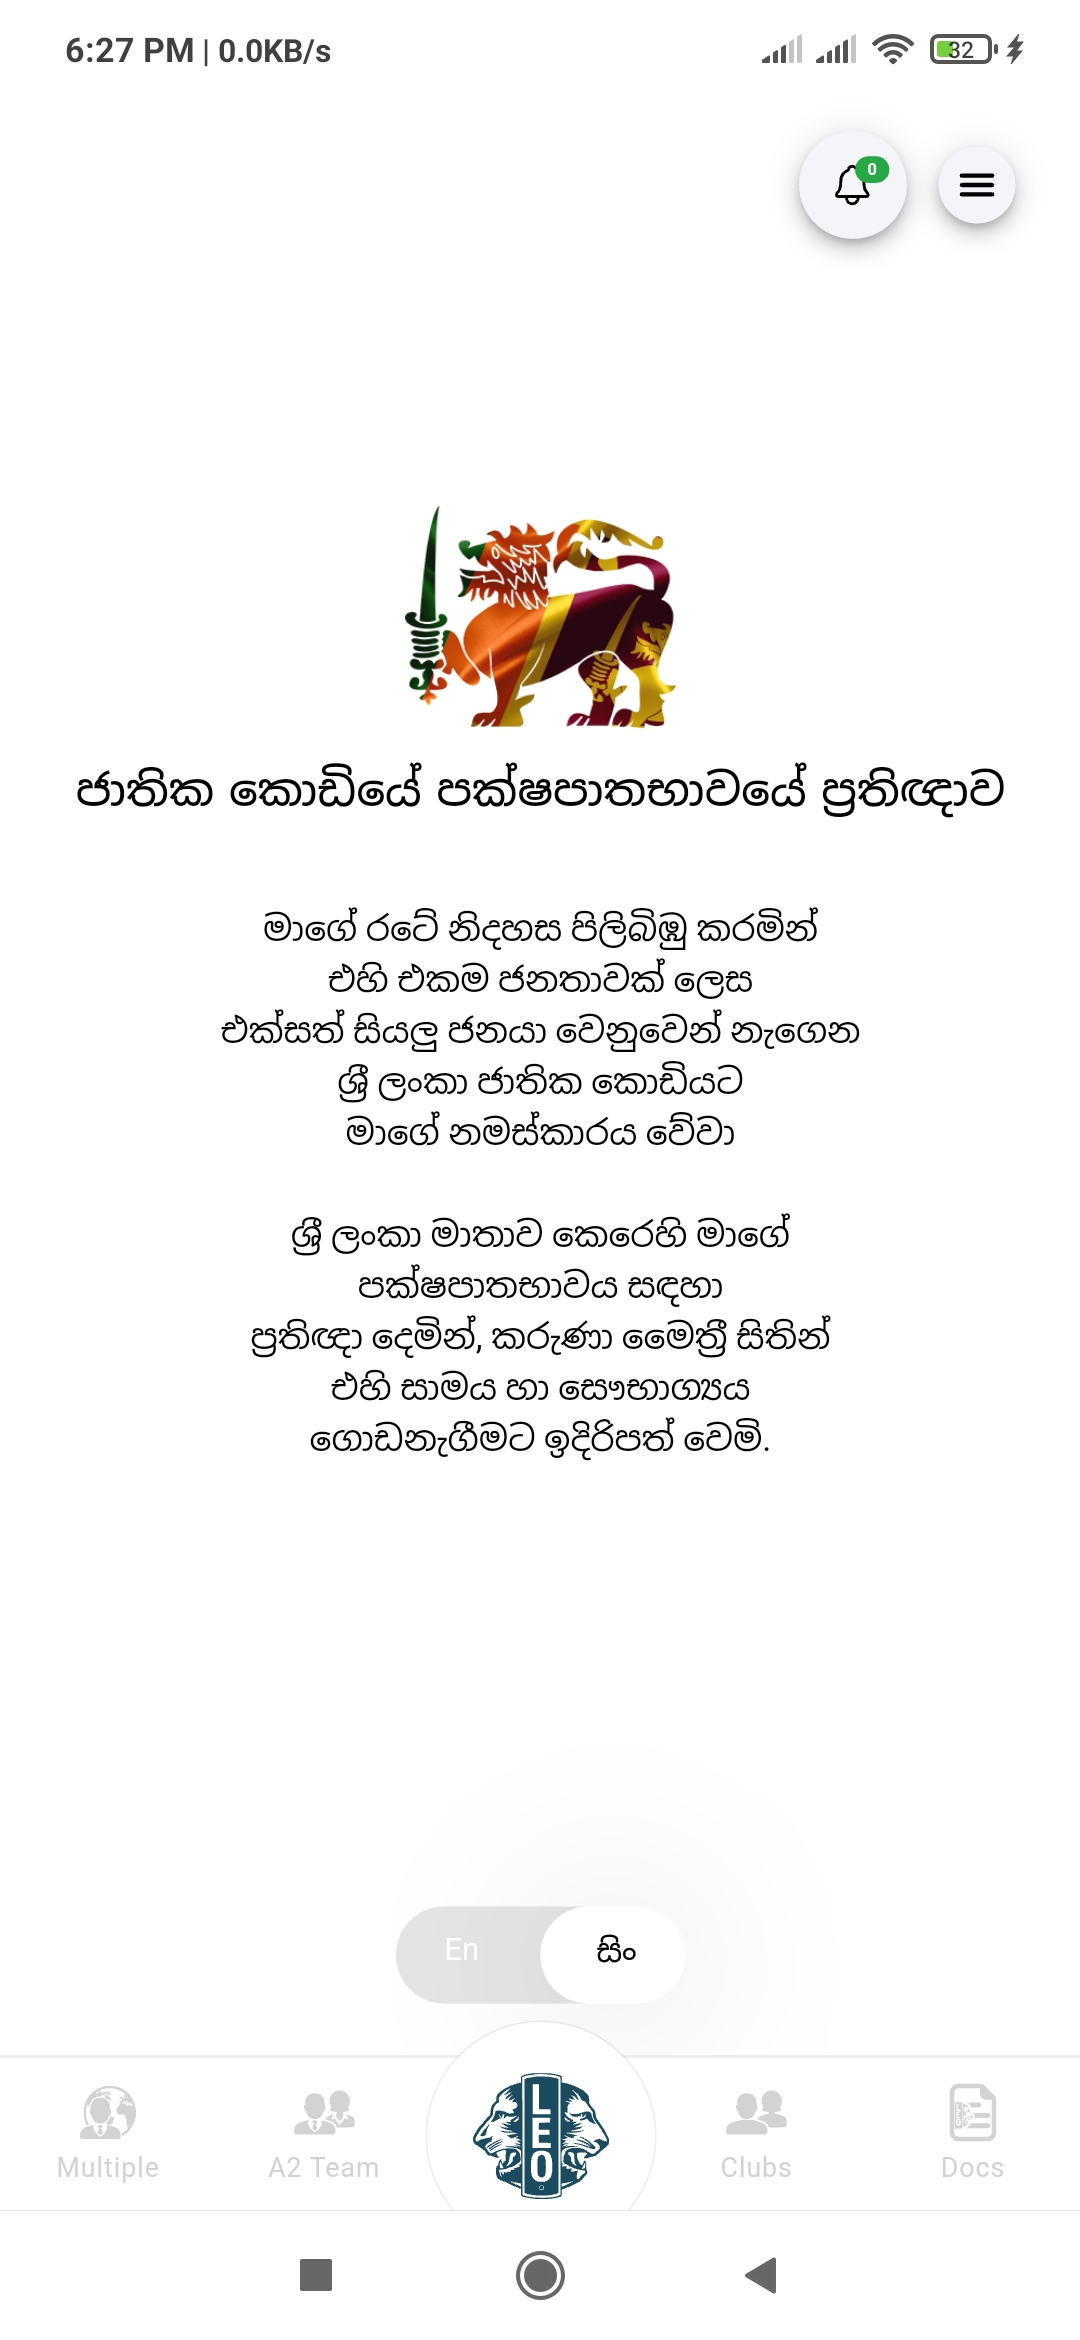 6:27 PM | 0.0KB/s
32
0
ජාතික කොඩියේ පක්ෂපාතභාවයේ ප්‍රතිඥාව
මාගේ රටේ නිදහස පිලිබිඹු කරමින්
එහි එකම ජනතාවක් ලෙස
එක්සත් සියලු ජනයා වෙනුවෙන් නැගෙන
ශ්‍රී ලංකා ජාතික කොඩියට
මාගේ නමස්කාරය වේවා
ශ්‍රී ලංකා මාතාව කෙරෙහි මාගේ
පක්ෂපාතභාවය සඳහා
ප්‍රතිඥා දෙමින්, කරුණා මෛත්‍රී සිතින්
එහි සාමය හා සෞභාග්‍යය
ගොඩනැගීමට ඉදිරිපත් වෙමි.
En සිං
LEO
Multiple A2 Team Clubs Docs